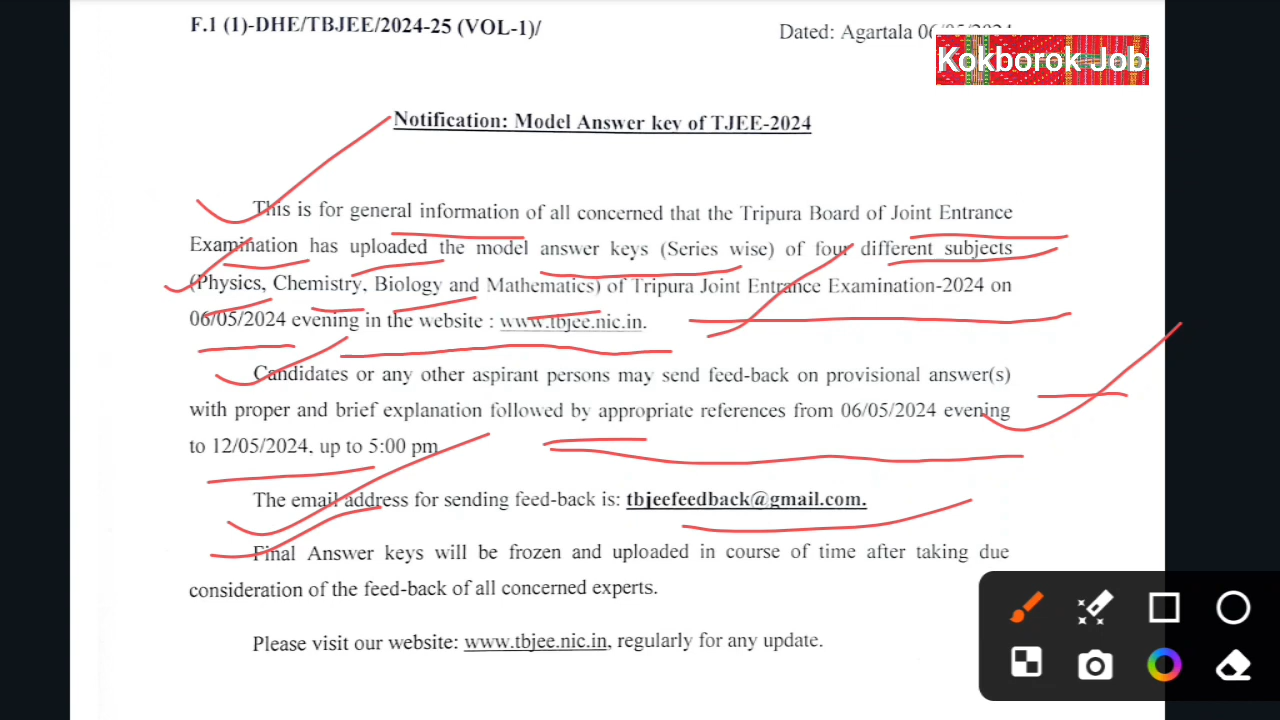 F.1 (1)-DHE/TBJEE/2024-25 (VOL-1)/
Dated: Agartala 06/05/2024
Kokborok Job
Notification: Model Answer key of TJEE-2024
This is for general information of all concerned that the Tripura Board of Joint Entrance
Examination has uploaded the model answer keys (Series wise) of four different subjects
(Physics, Chemistry, Biology and Mathematics) of Tripura Joint Entrance Examination-2024 on
06/05/2024 evening in the website : www.tbjee.nic.in.
Candidates or any other aspirant persons may send feed-back on provisional answer(s)
with proper and brief explanation followed by appropriate references from 06/05/2024 evening
to 12/05/2024, up to 5:00 pm
The email address for sending feed-back is: tbjeefeedback@gmail.com.
Final Answer keys will be frozen and uploaded in course of time after taking due
consideration of the feed-back of all concerned experts.
Please visit our website: www.tbjee.nic.in, regularly for any update.